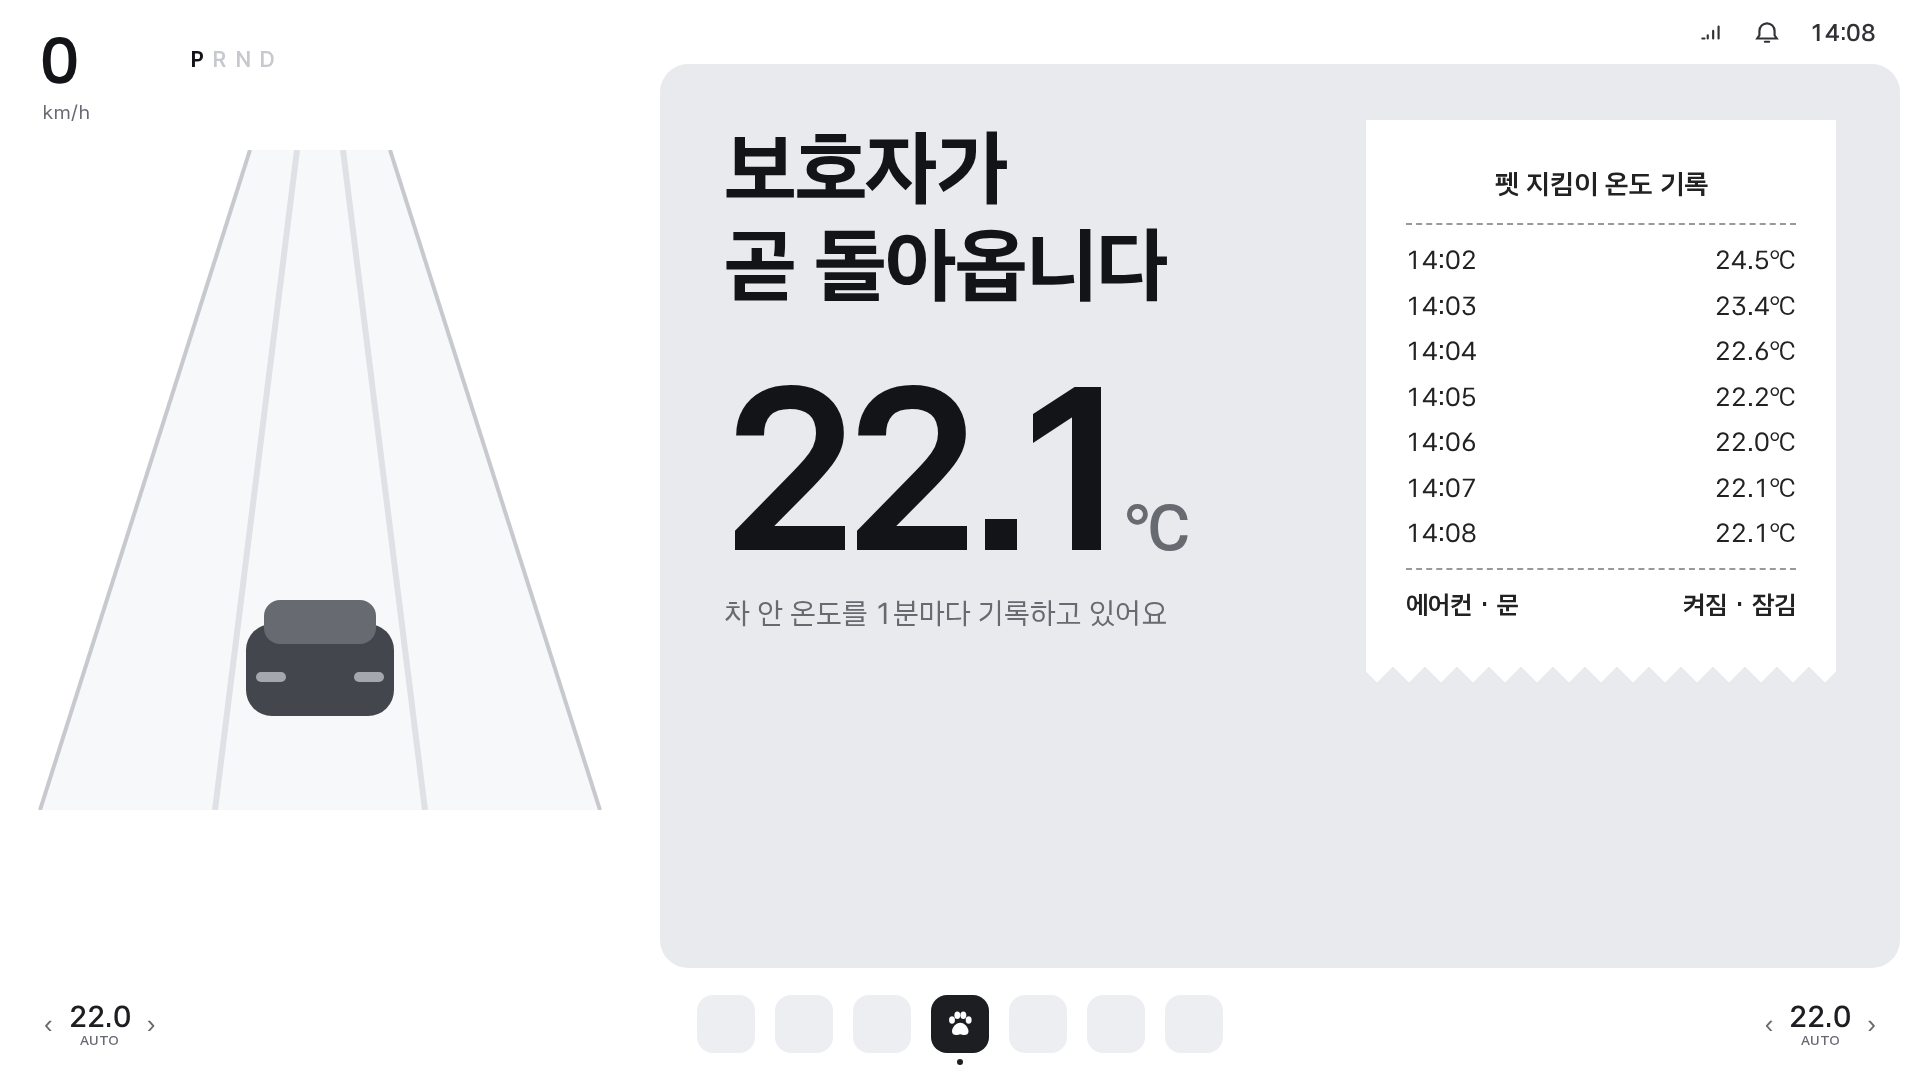 0
km/h
P R N D
14:08
보호자가
곧 돌아옵니다
22.1 °C
차 안 온도를 1분마다 기록하고 있어요
펫 지킴이 온도 기록
14:02 24.5°C
14:03 23.4°C
14:04 22.6°C
14:05 22.2°C
14:06 22.0°C
14:07 22.1°C
14:08 22.1°C
에어컨 · 문 켜짐 · 잠김
‹ 22.0 ›
AUTO
‹ 22.0 ›
AUTO